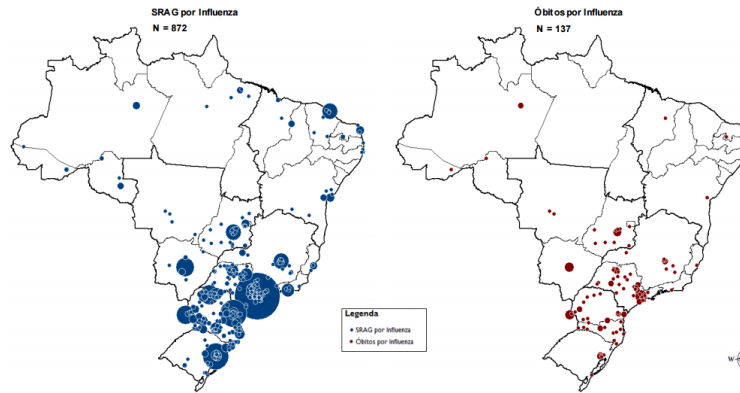 SRAG por Influenza
N = 872
Óbitos por Influenza
N = 137
Legenda
SRAG por Influenza
Óbitos por Influenza
W